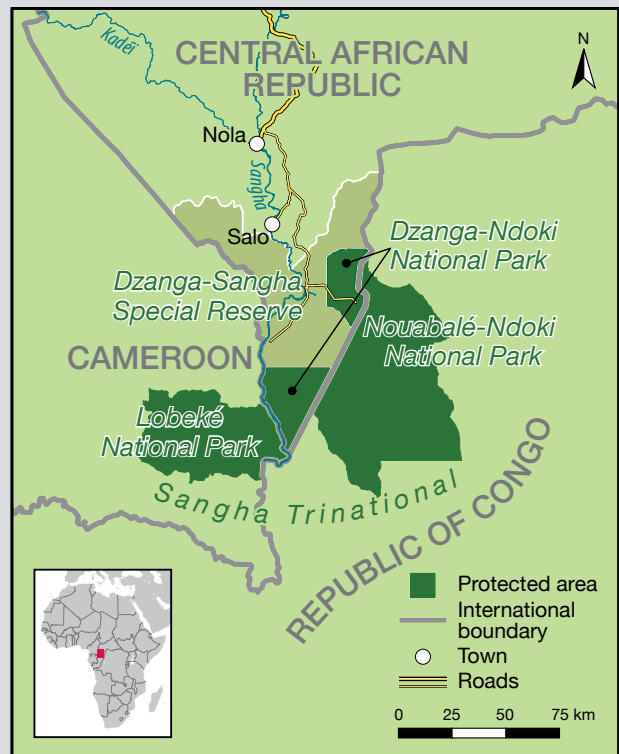 Kadéï
CENTRAL AFRICAN
REPUBLIC
N
Nola
Sangha
Salo
Dzanga-Ndoki
National Park
Dzanga-Sangha
Special Reserve
Nouabalé-Ndoki
National Park
CAMEROON
Lobeké
National Park
Sangha Trinational
REPUBLIC OF CONGO
Protected area
International
boundary
Town
Roads
0 25 50 75 km